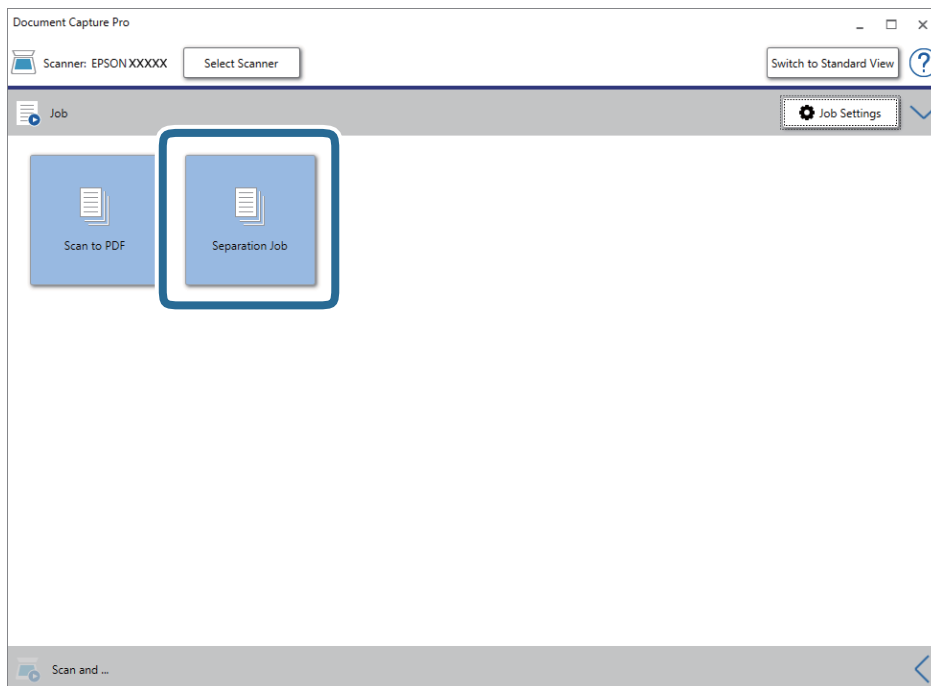 Document Capture Pro
Scanner: EPSON XXXXX
Select Scanner
Switch to Standard View
?
Job
Job Settings
Scan to PDF
Separation Job
Scan and ...